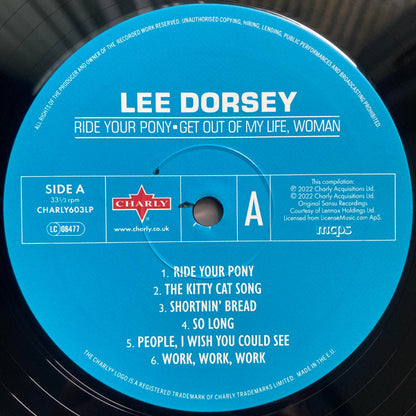 ALL RIGHTS OF THE PRODUCER AND OWNER OF THE RECORDED WORK RESERVED. UNAUTHORISED COPYING, HIRING, LENDING, PUBLIC PERFORMANCES AND BROADCASTING PROHIBITED.
LEE DORSEY
RIDE YOUR PONY • GET OUT OF MY LIFE, WOMAN
SIDE A
33⅓ rpm
CHARLY603LP
LC 08477
CHARLY
www.charly.co.uk
A
This compilation:
℗ 2022 Charly Acquisitions Ltd.
© 2022 Charly Acquisitions Ltd.
Original Sansu Recordings
Courtesy of Lennox Holdings Ltd.
Licensed from LicenseMusic.com ApS.
mcps
1. RIDE YOUR PONY
2. THE KITTY CAT SONG
3. SHORTNIN' BREAD
4. SO LONG
5. PEOPLE, I WISH YOU COULD SEE
6. WORK, WORK, WORK
THE CHARLY® LOGO IS A REGISTERED TRADEMARK OF CHARLY TRADEMARKS LIMITED MADE IN THE E.U.